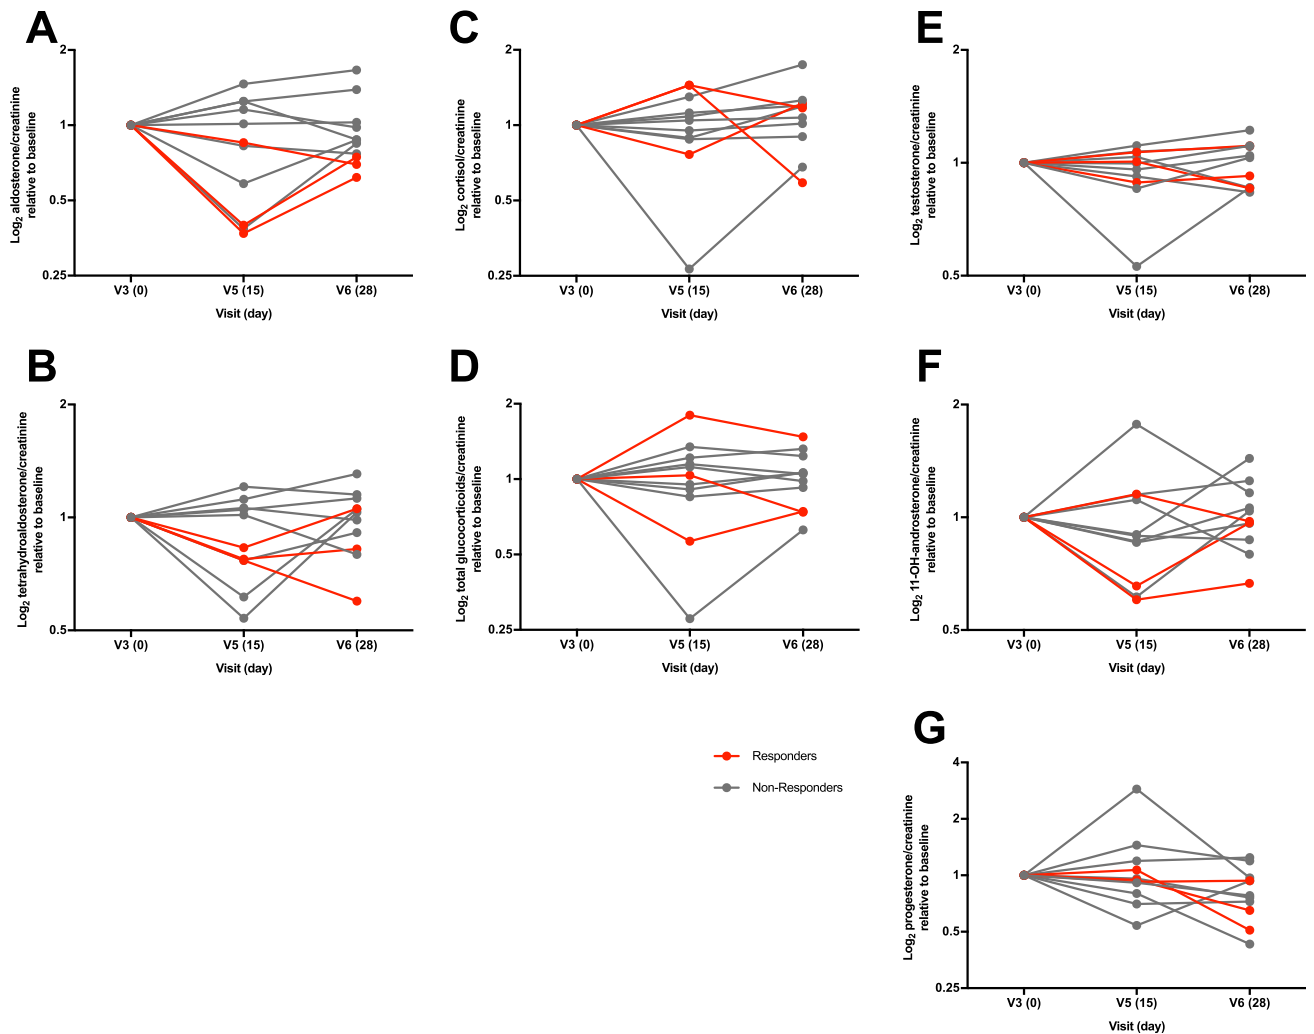 A
Log2 aldosterone/creatinine
relative to baseline
2
1
0.5
0.25
V3 (0) V5 (15) V6 (28)
Visit (day)
C
Log2 cortisol/creatinine
relative to baseline
2
1
0.5
0.25
V3 (0) V5 (15) V6 (28)
Visit (day)
E
Log2 testosterone/creatinine
relative to baseline
2
1
0.5
V3 (0) V5 (15) V6 (28)
Visit (day)
B
Log2 tetrahydroaldosterone/creatinine
relative to baseline
2
1
0.5
V3 (0) V5 (15) V6 (28)
Visit (day)
D
Log2 total glucocorticoids/creatinine
relative to baseline
2
1
0.5
0.25
V3 (0) V5 (15) V6 (28)
Visit (day)
F
Log2 11-OH-androsterone/creatinine
relative to baseline
2
1
0.5
V3 (0) V5 (15) V6 (28)
Visit (day)
Responders
Non-Responders
G
Log2 progesterone/creatinine
relative to baseline
4
2
1
0.5
0.25
V3 (0) V5 (15) V6 (28)
Visit (day)